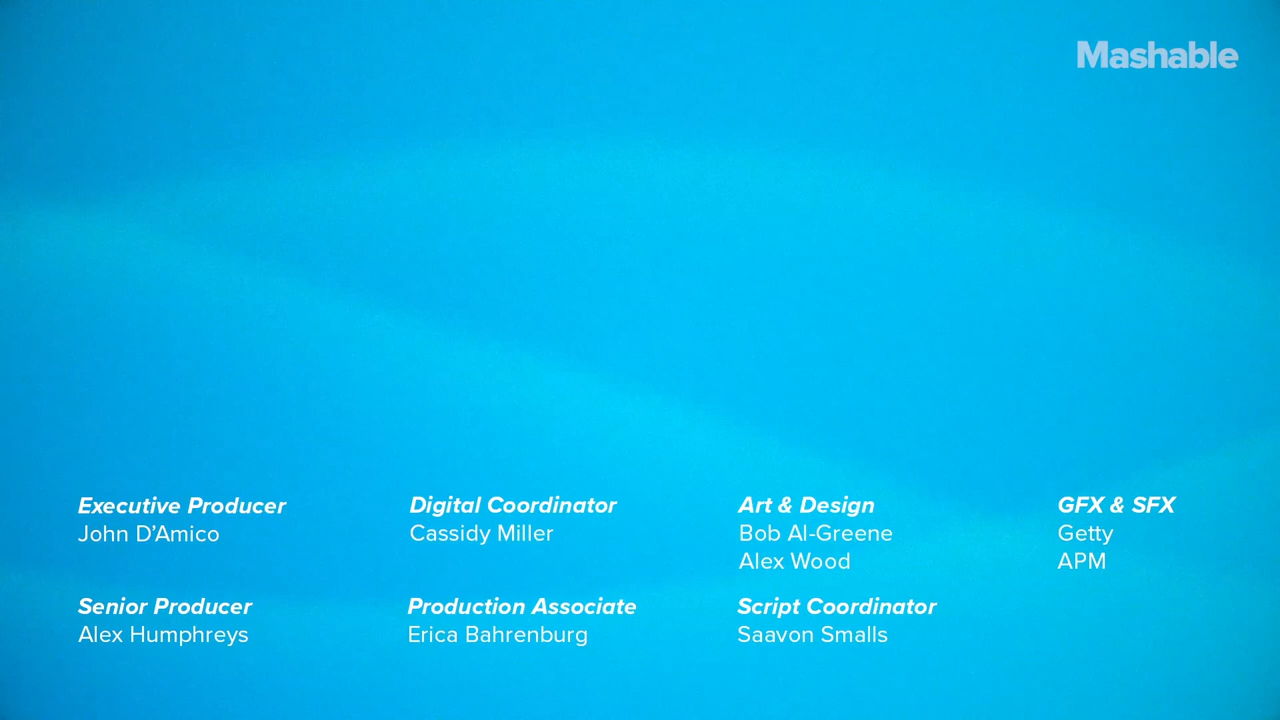 Mashable
Executive Producer
John D’Amico
Digital Coordinator
Cassidy Miller
Art & Design
Bob Al-Greene
Alex Wood
GFX & SFX
Getty
APM
Senior Producer
Alex Humphreys
Production Associate
Erica Bahrenburg
Script Coordinator
Saavon Smalls